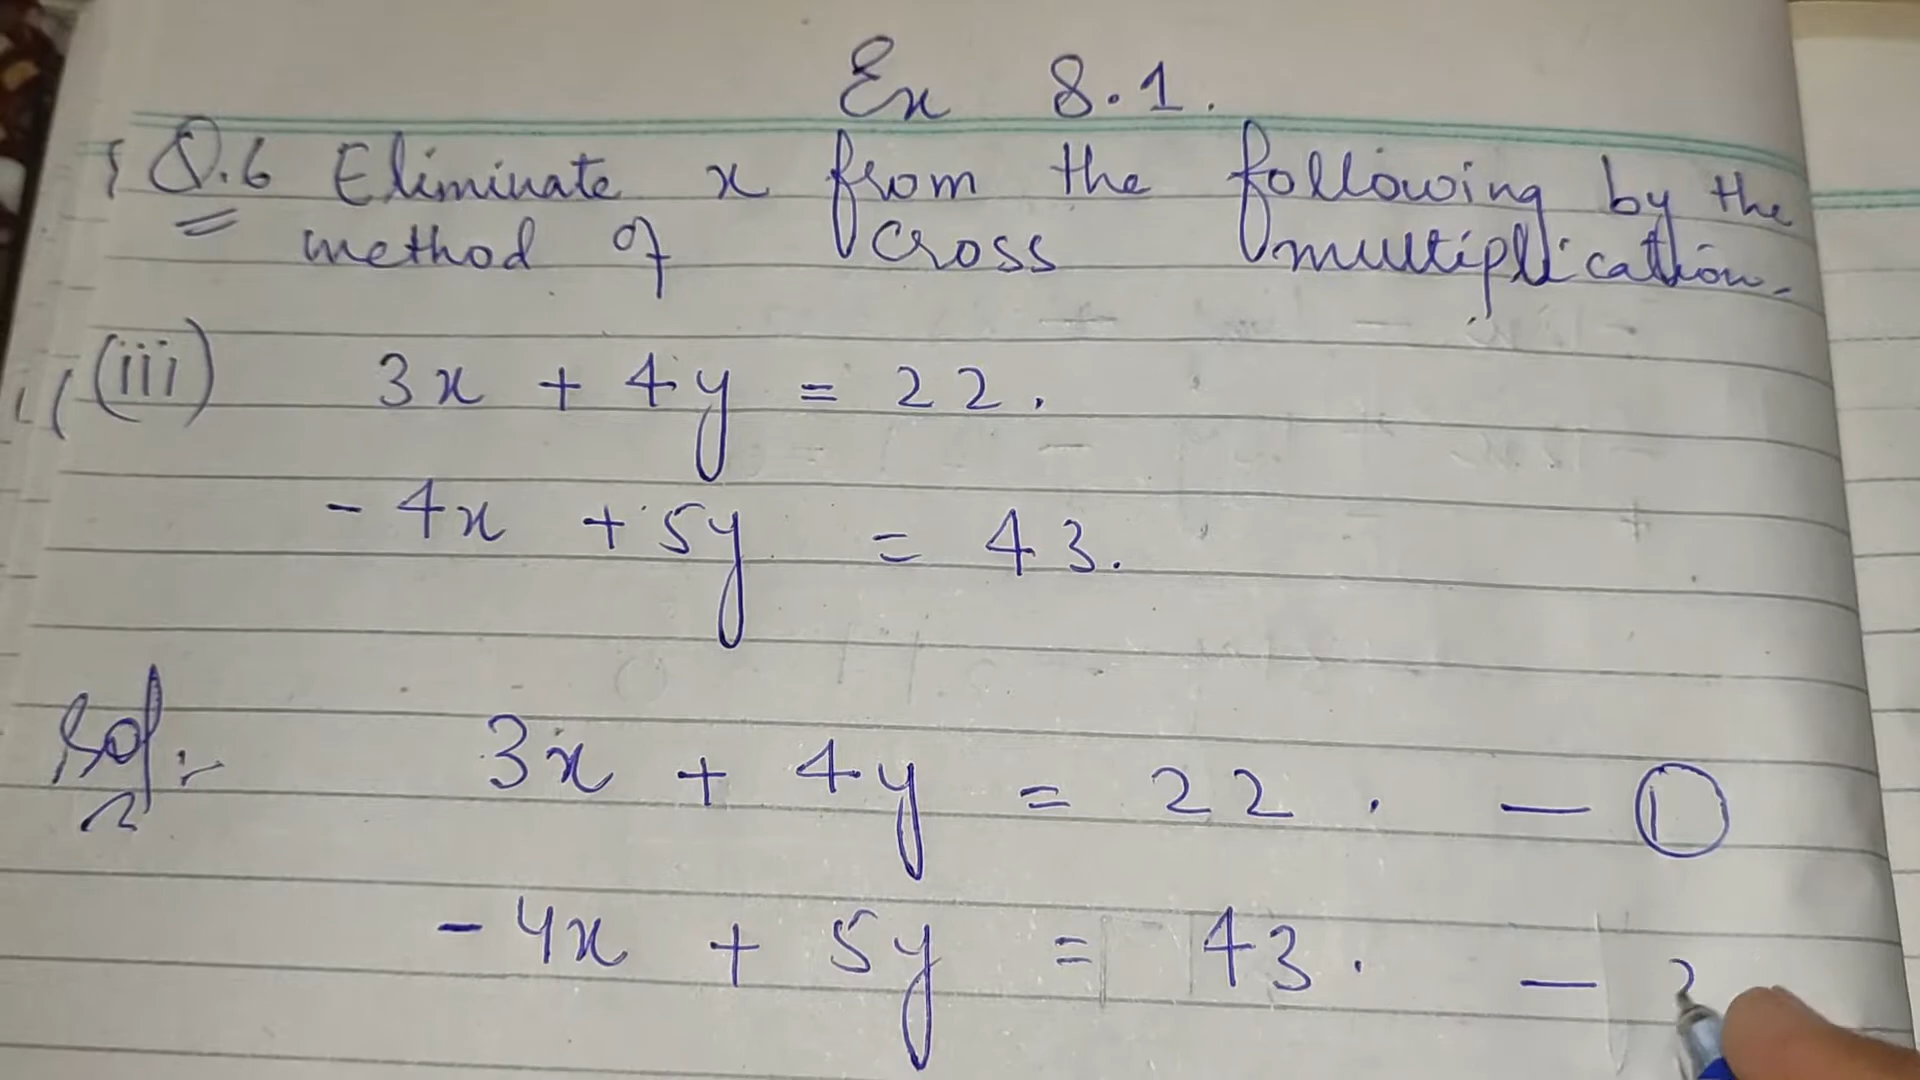 Ex 8.1.
Q.6 Eliminate x from the following by the
method of cross multiplication.
(iii) 3x + 4y = 22.
- 4x + 5y = 43.
Sol:- 3x + 4y = 22. — ①
- 4x + 5y = 43. — 2